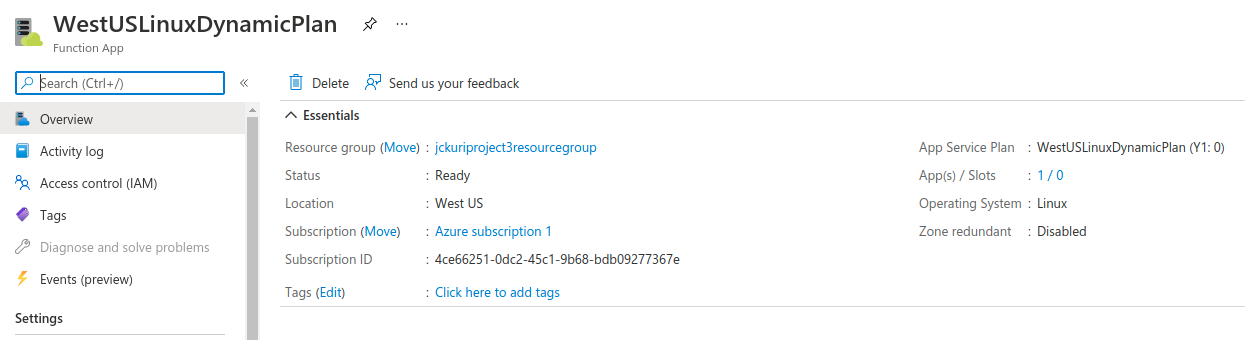 WestUSLinuxDynamicPlan ...
Function App
Search (Ctrl+/) «
Overview
Activity log
Access control (IAM)
Tags
Diagnose and solve problems
Events (preview)
Settings
Delete Send us your feedback
Essentials
Resource group (Move) : jckuriproject3resourcegroup
Status : Ready
Location : West US
Subscription (Move) : Azure subscription 1
Subscription ID : 4ce66251-0dc2-45c1-9b68-bdb09277367e
Tags (Edit) : Click here to add tags
App Service Plan : WestUSLinuxDynamicPlan (Y1: 0)
App(s) / Slots : 1 / 0
Operating System : Linux
Zone redundant : Disabled